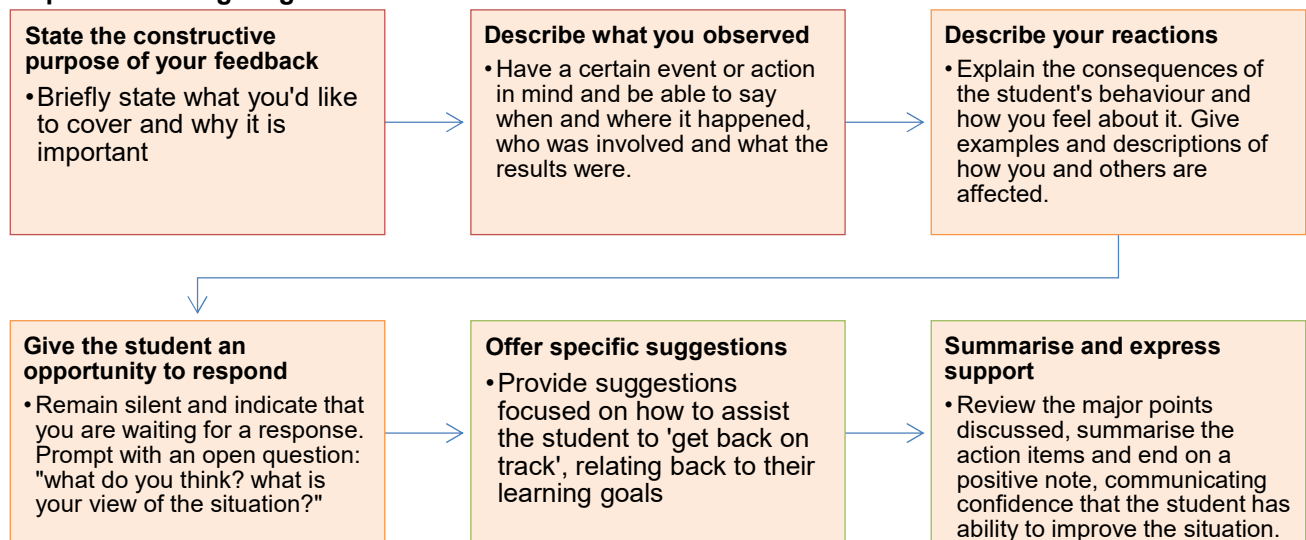 State the constructive
purpose of your feedback
•Briefly state what you'd like
to cover and why it is
important
Describe what you observed
•Have a certain event or action
in mind and be able to say
when and where it happened,
who was involved and what the
results were.
Describe your reactions
•Explain the consequences of
the student's behaviour and
how you feel about it. Give
examples and descriptions of
how you and others are
affected.
Give the student an
opportunity to respond
•Remain silent and indicate that
you are waiting for a response.
Prompt with an open question:
"what do you think? what is
your view of the situation?"
Offer specific suggestions
•Provide suggestions
focused on how to assist
the student to 'get back on
track', relating back to their
learning goals
Summarise and express
support
•Review the major points
discussed, summarise the
action items and end on a
positive note, communicating
confidence that the student has
ability to improve the situation.